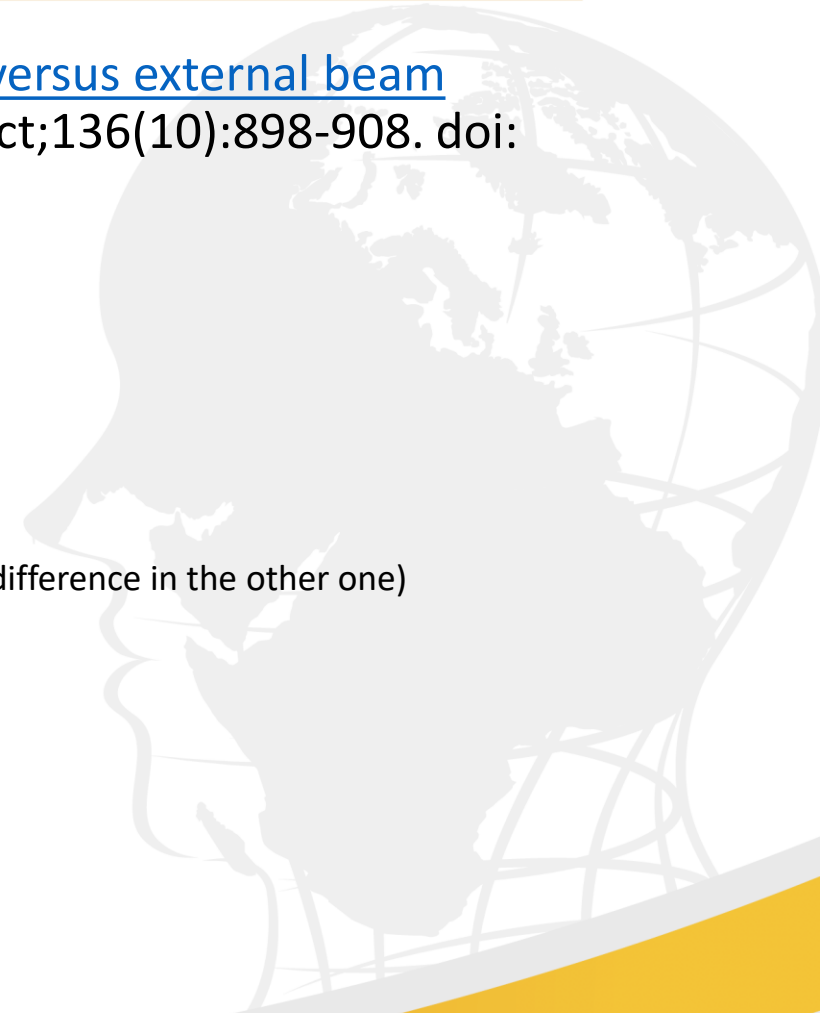 versus external beam
ct;136(10):898-908. doi:
difference in the other one)